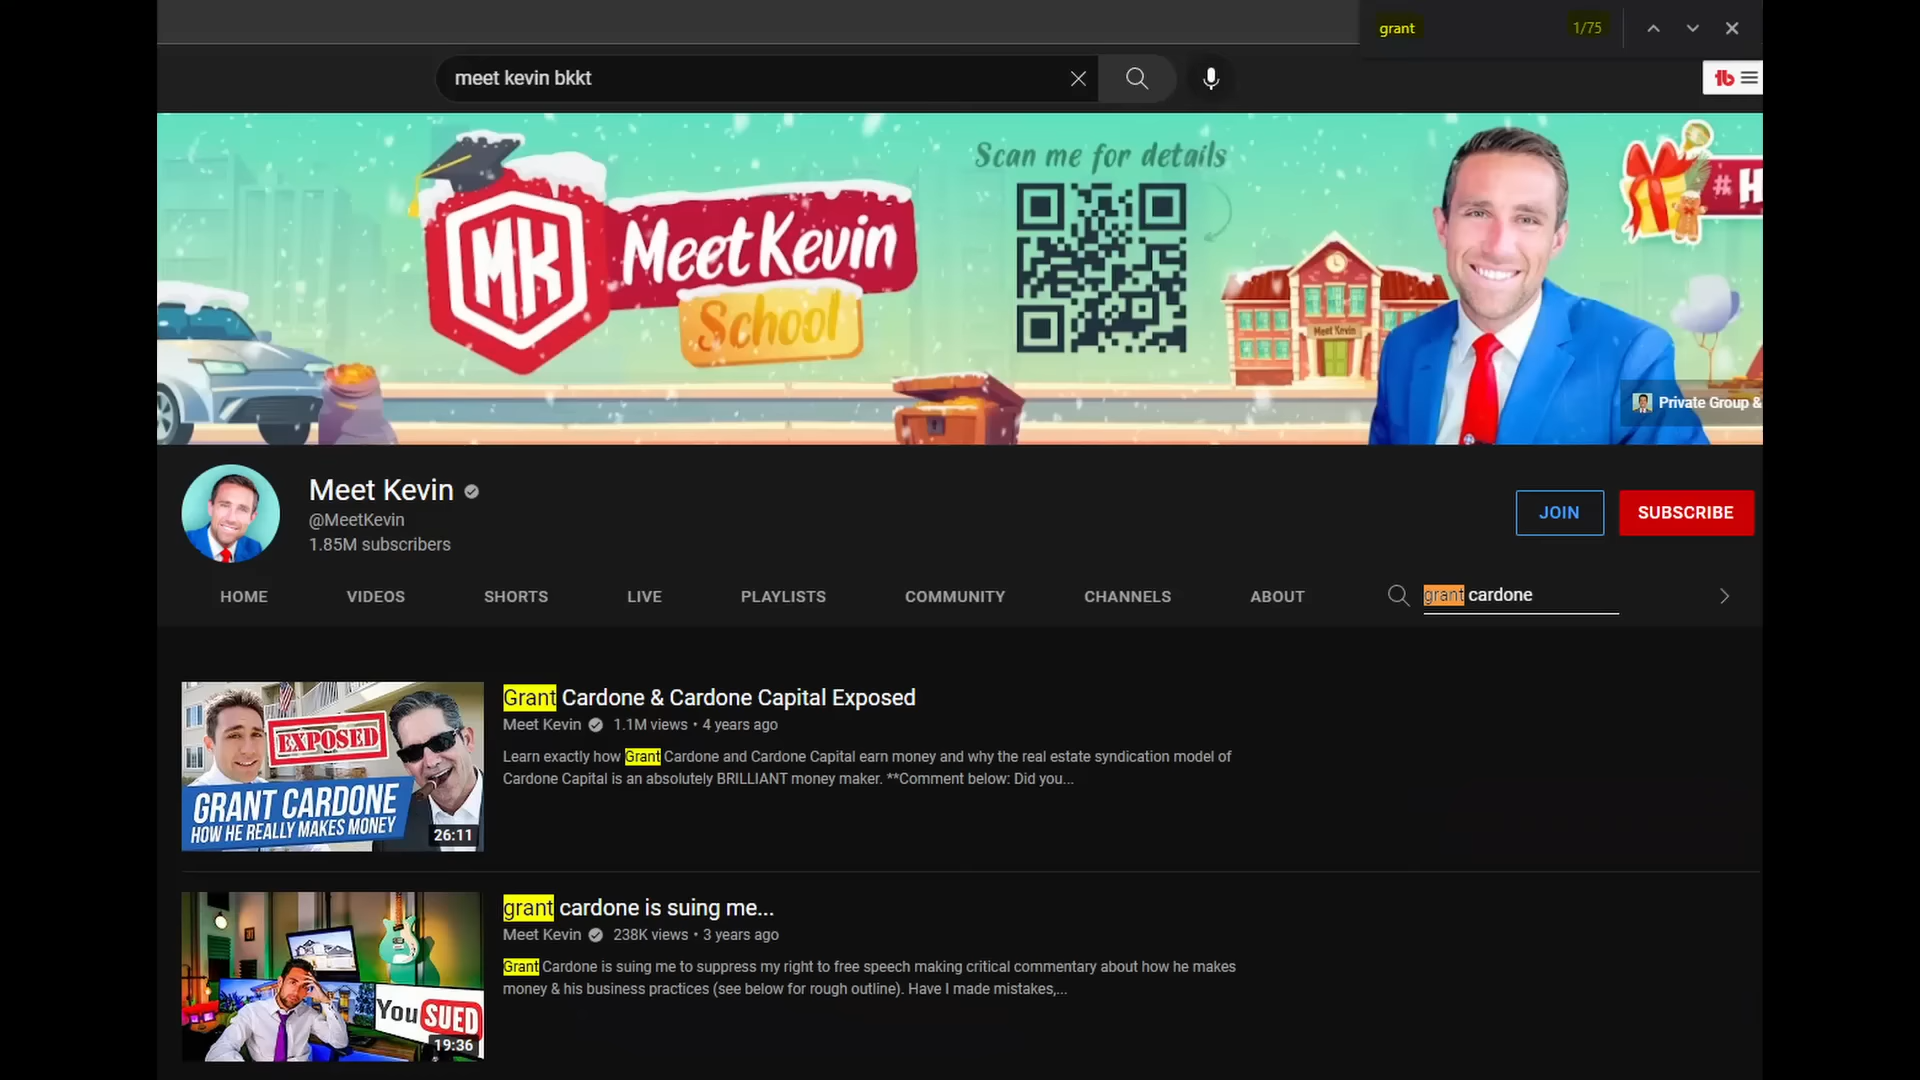 grant
1/75
meet kevin bkkt
Scan me for details
MK
Meet Kevin
School
Meet Kevin
# H
Private Group &
Meet Kevin
@MeetKevin
1.85M subscribers
JOIN
SUBSCRIBE
HOME
VIDEOS
SHORTS
LIVE
PLAYLISTS
COMMUNITY
CHANNELS
ABOUT
grant cardone
EXPOSED
GRANT CARDONE
HOW HE REALLY MAKES MONEY
26:11
Grant Cardone & Cardone Capital Exposed
Meet Kevin 1.1M views • 4 years ago
Learn exactly how Grant Cardone and Cardone Capital earn money and why the real estate syndication model of
Cardone Capital is an absolutely BRILLIANT money maker. **Comment below: Did you...
You SUED
19:36
grant cardone is suing me...
Meet Kevin 238K views • 3 years ago
Grant Cardone is suing me to suppress my right to free speech making critical commentary about how he makes
money & his business practices (see below for rough outline). Have I made mistakes,...